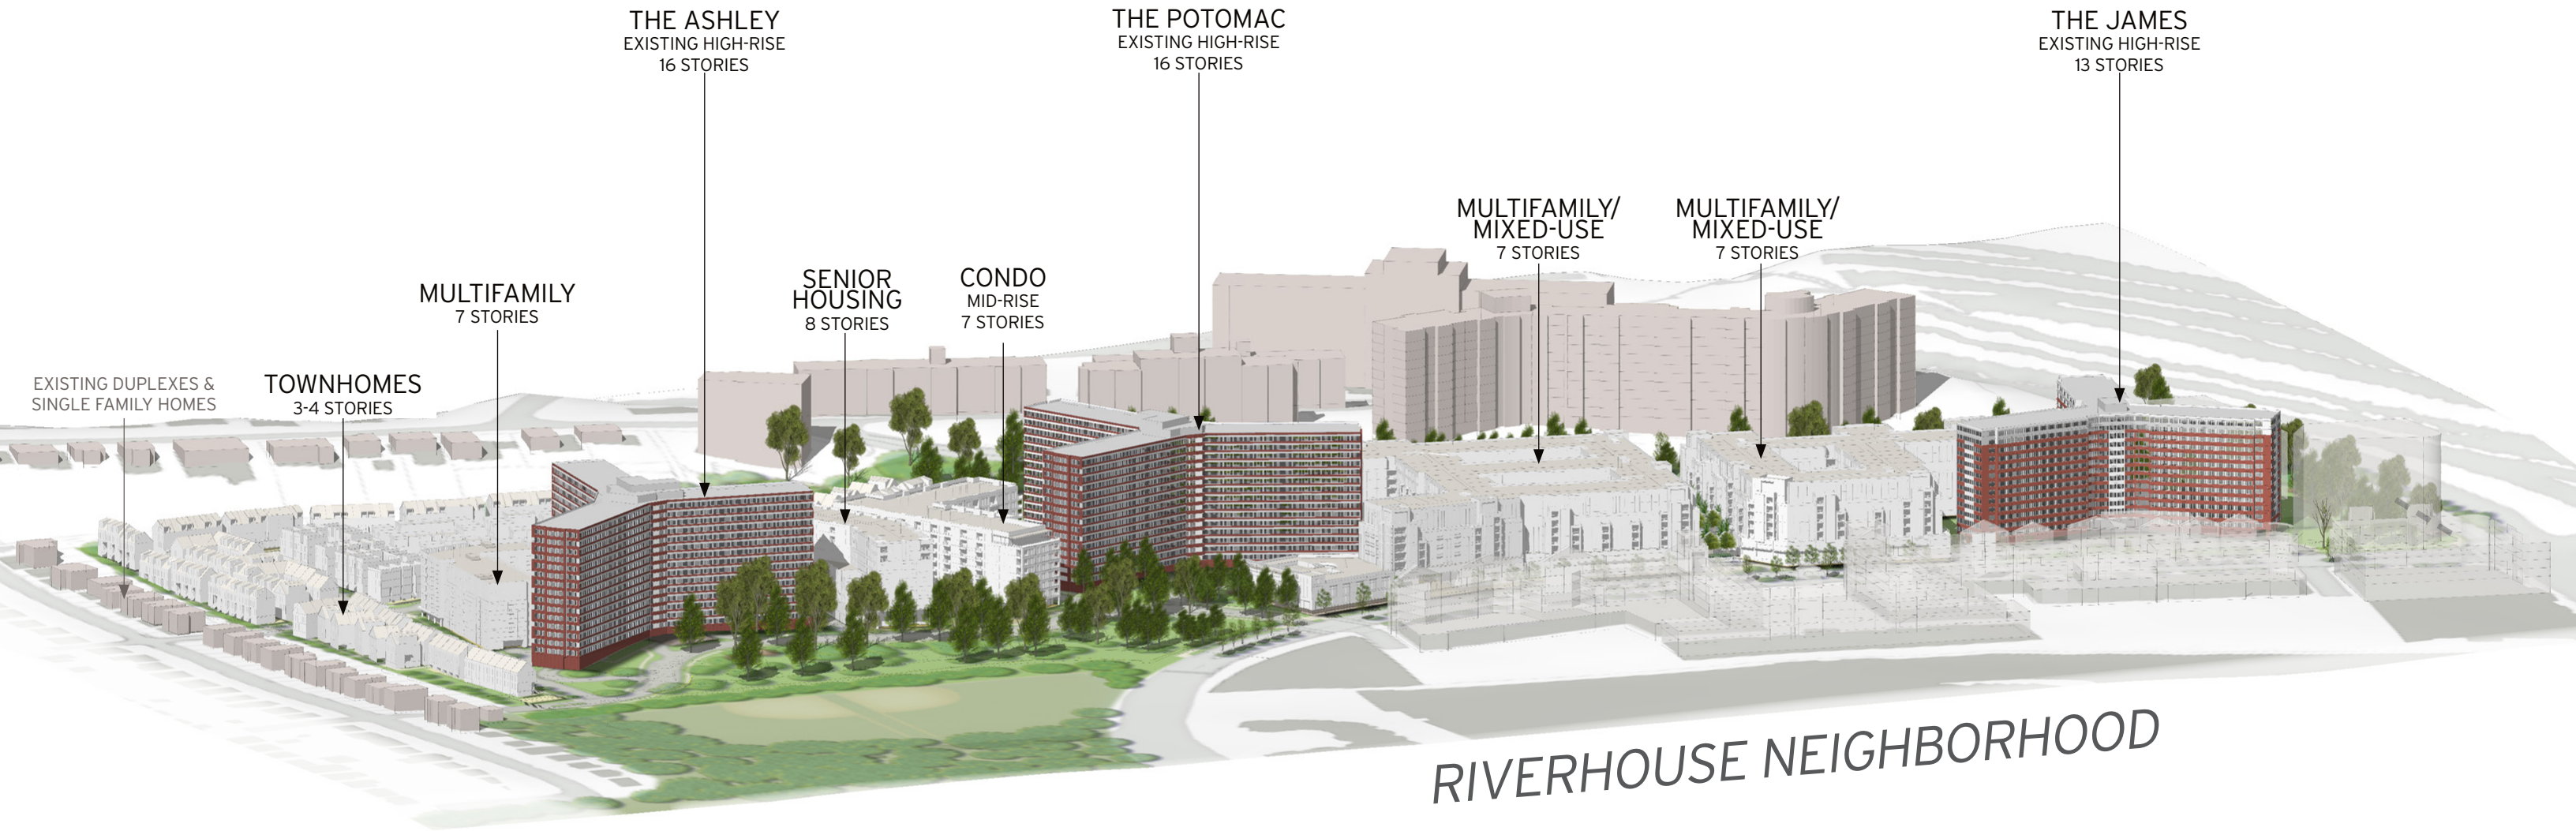 THE ASHLEY
EXISTING HIGH-RISE
16 STORIES
THE POTOMAC
EXISTING HIGH-RISE
16 STORIES
THE JAMES
EXISTING HIGH-RISE
13 STORIES
MULTIFAMILY/
MIXED-USE
7 STORIES
MULTIFAMILY/
MIXED-USE
7 STORIES
SENIOR
HOUSING
8 STORIES
CONDO
MID-RISE
7 STORIES
MULTIFAMILY
7 STORIES
EXISTING DUPLEXES &
SINGLE FAMILY HOMES
TOWNHOMES
3-4 STORIES
RIVERHOUSE NEIGHBORHOOD